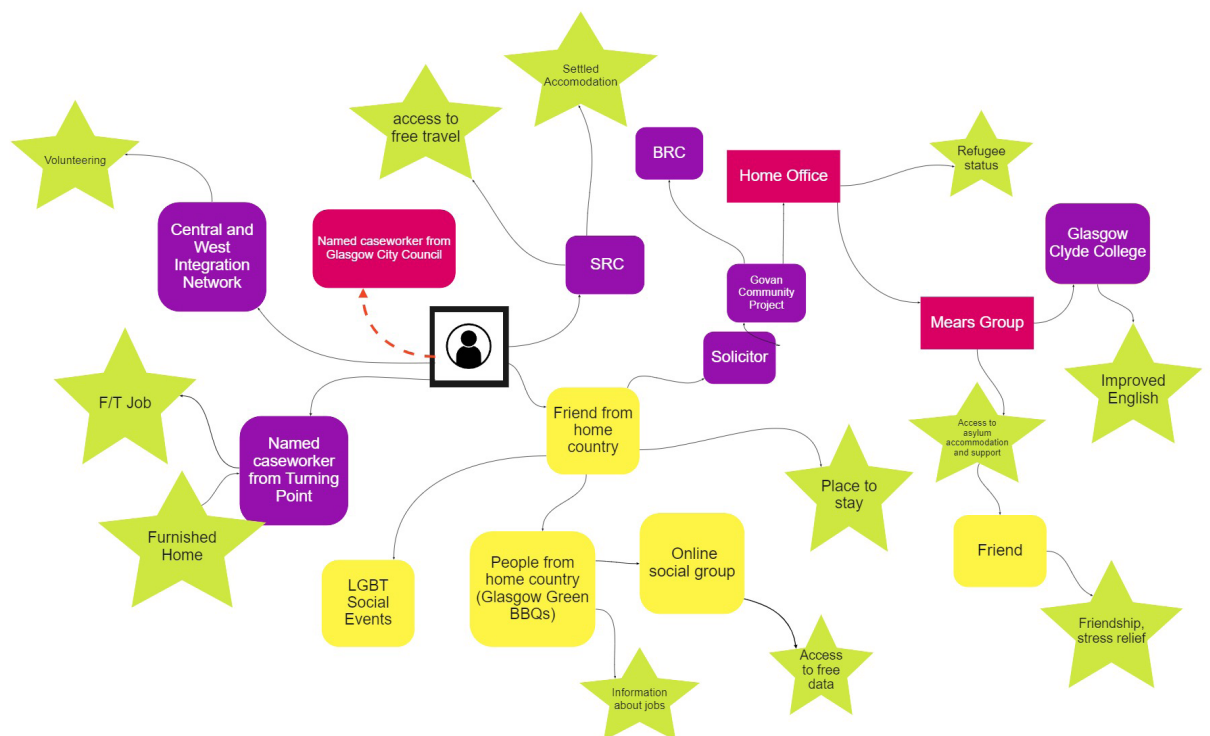 Settled
Accomodation
access to
free travel
Volunteering
BRC
Home Office
Refugee
status
Central and
West
Integration
Network
Named caseworker from
Glasgow City Council
SRC
Govan
Community
Project
Glasgow
Clyde College
Mears Group
Solicitor
F/T Job
Named
caseworker
from Turning
Point
Friend from
home
country
Improved
English
Access to
asylum
accommodation
and support
Place to
stay
Furnished
Home
LGBT
Social
Events
People from
home country
(Glasgow Green
BBQs)
Online
social group
Friend
Friendship,
stress relief
Access
to free
data
Information
about jobs